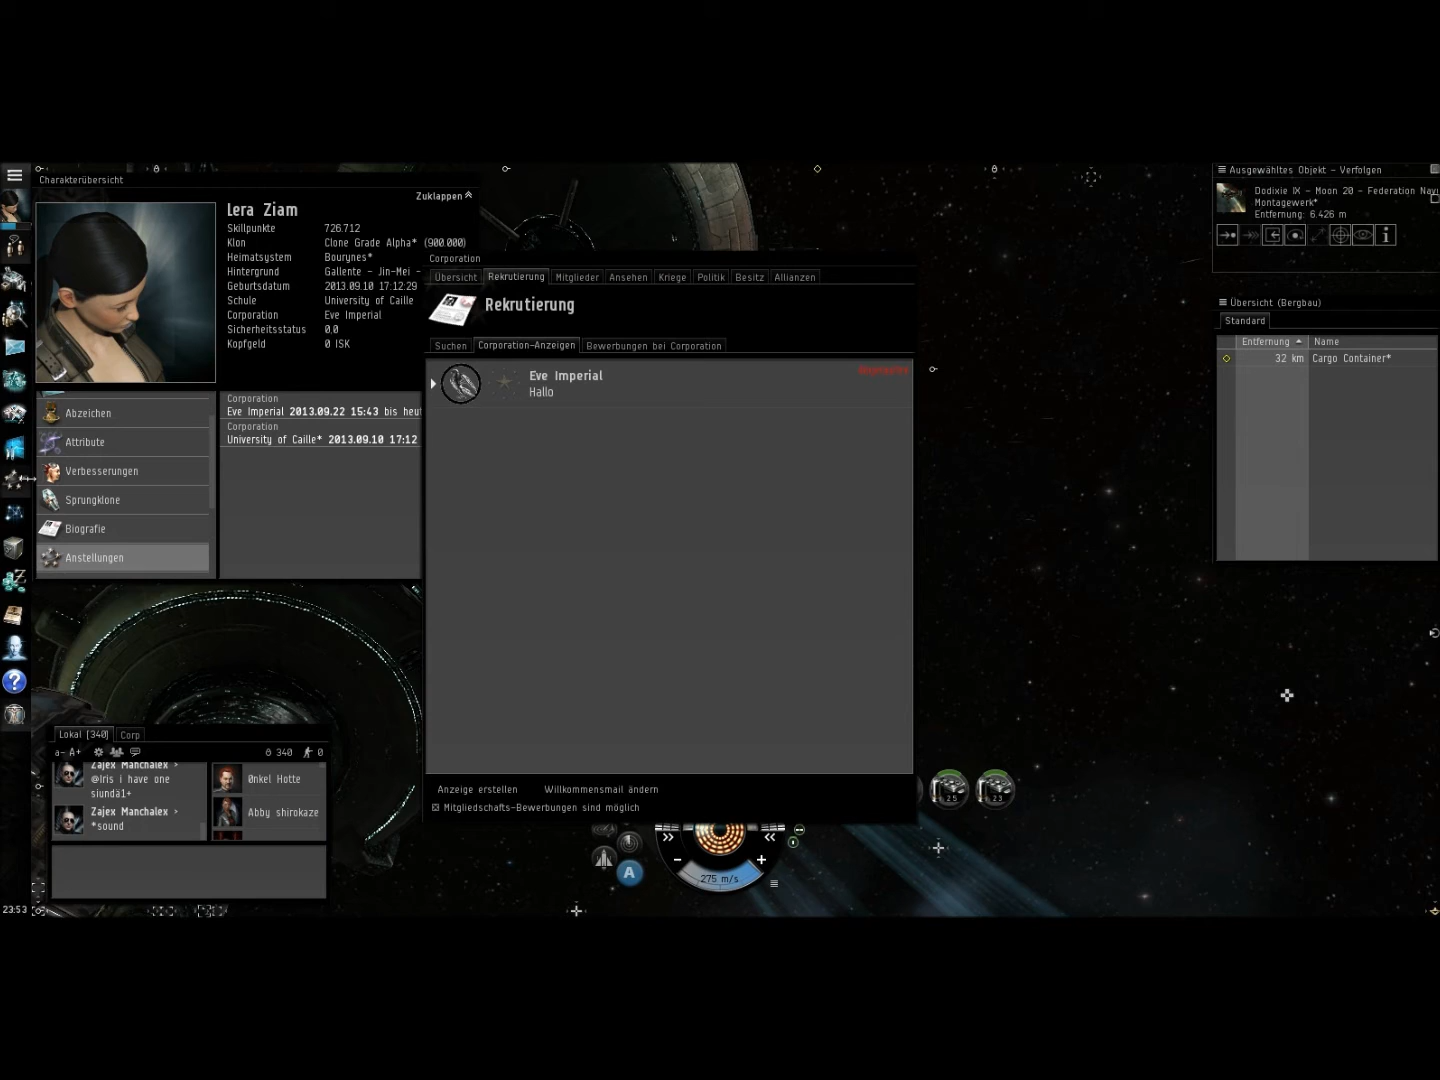 Charakterübersicht
Zuklappen
Lera Ziam
Skillpunkte 726.712
Klon Clone Grade Alpha* (900.000)
Heimatsystem Bourynes*
Hintergrund Gallente - Jin-Mei -
Geburtsdatum 2013.09.10 17:12:29
Schule University of Caille
Corporation Eve Imperial
Sicherheitsstatus 0,0
Kopfgeld 0 ISK
Abzeichen
Attribute
Verbesserungen
Sprungklone
Biografie
Anstellungen
Corporation
Eve Imperial 2013.09.22 15:43 bis heut
Corporation
University of Caille* 2013.09.10 17:12
Corporation
Übersicht Rekrutierung Mitglieder Ansehen Kriege Politik Besitz Allianzen
Rekrutierung
Suchen Corporation-Anzeigen Bewerbungen bei Corporation
Eve Imperial
Hallo
Anzeige erstellen Willkommensmail ändern
Mitgliedschafts-Bewerbungen sind möglich
Ausgewähltes Objekt - Verfolgen
Dodixie IX - Moon 20 - Federation Navy
Montagewerk*
Entfernung: 6.426 m
Übersicht (Bergbau)
Standard
Entfernung Name
32 km Cargo Container*
Lokal [340] Corp
a- A+ 340 0
Zajex Manchalex >
@Iris i have one
siunda1+
Zajex Manchalex >
*sound
Onkel Hotte
Abby shirokaze
25
23
A
275 m/s
23:53